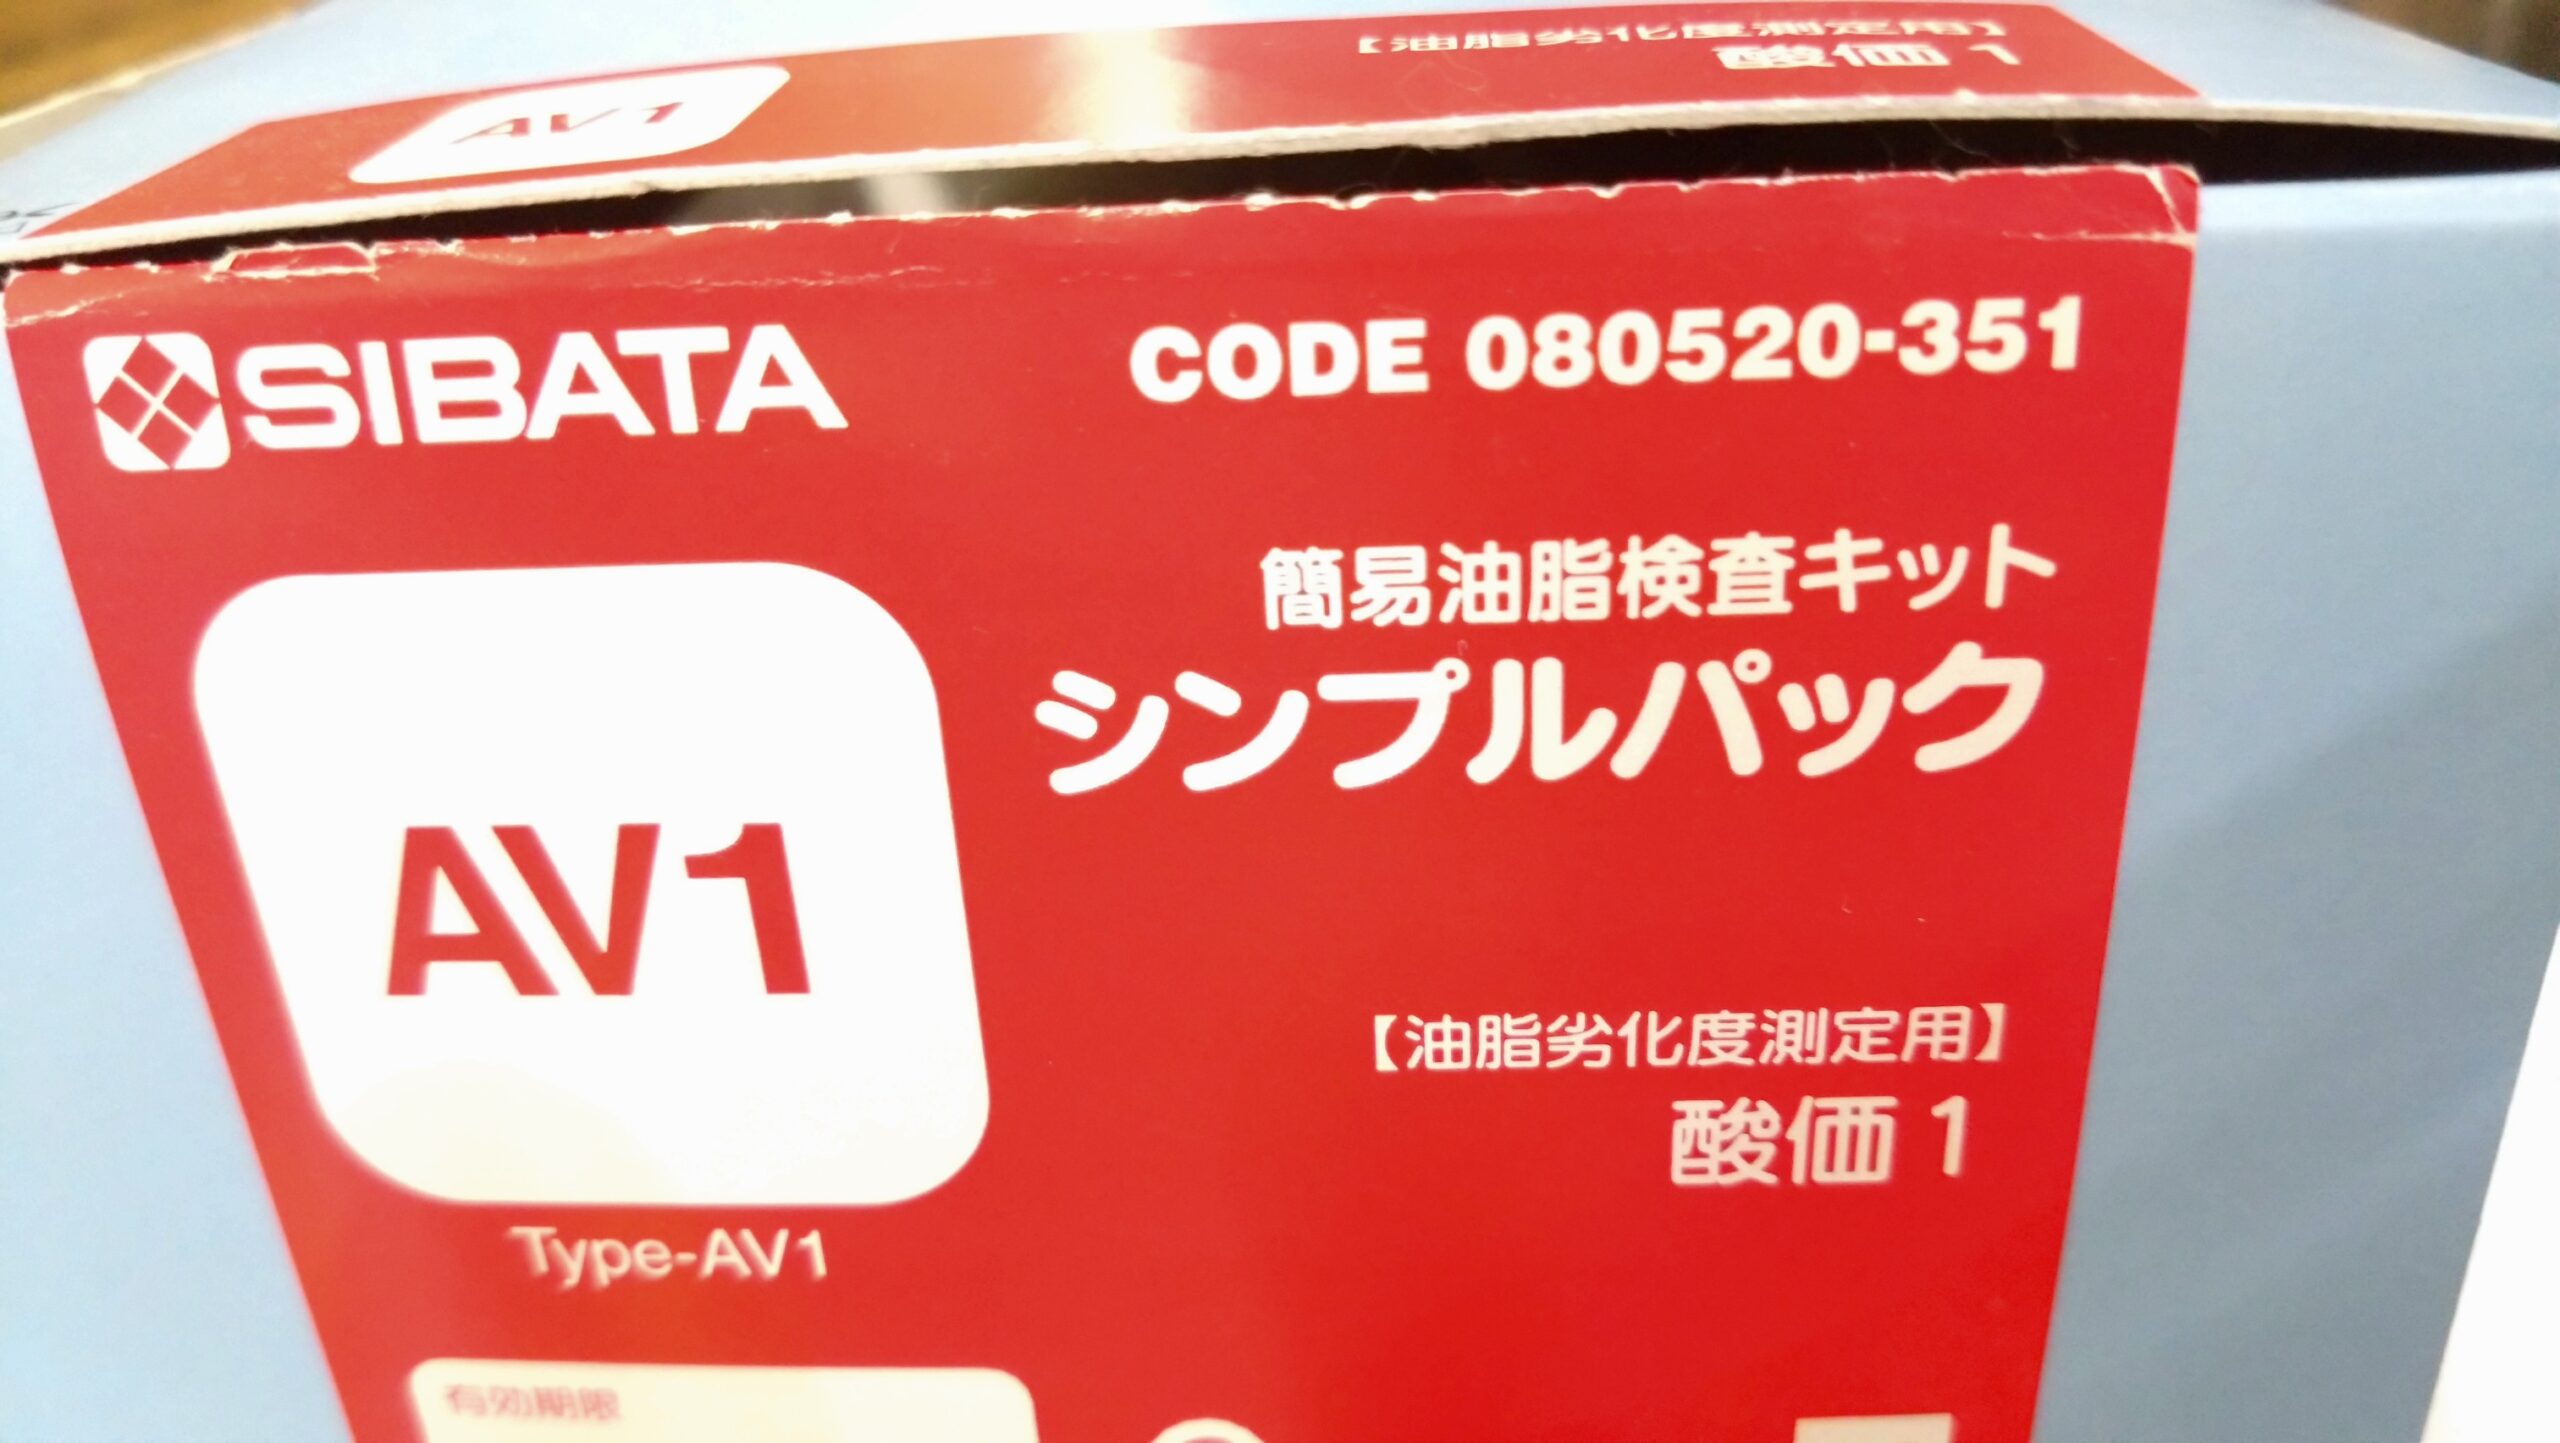 【油脂劣化度測定用】
酸価1
AV1
SIBATA
CODE 080520-351
簡易油脂検査キット
シンプルパック
AV1
【油脂劣化度測定用】
酸価1
Type-AV1
有効期限